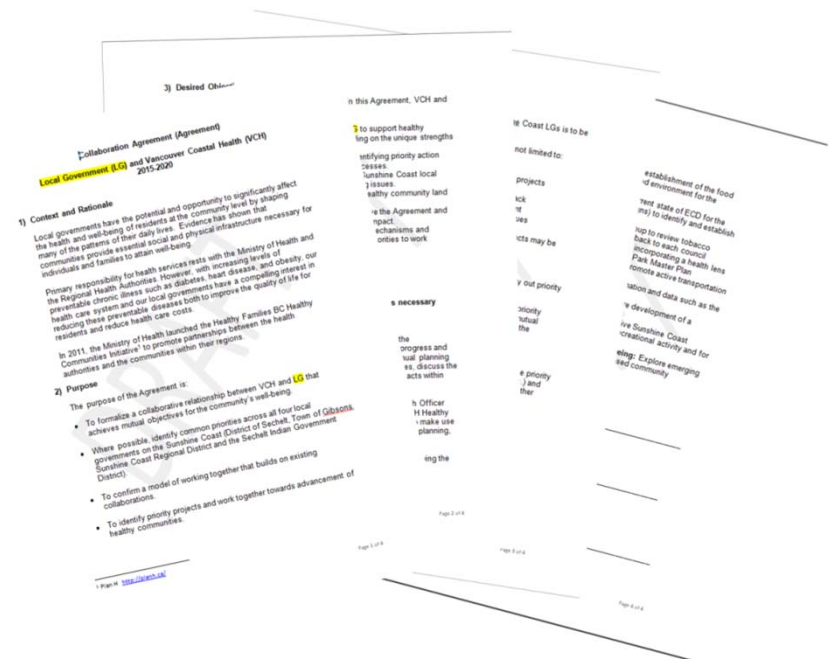 Collaboration Agreement (Agreement)
Local Government (LG) and Vancouver Coastal Health (VCH)
2015-2020
1) Context and Rationale
Local governments have the potential and opportunity to significantly affect
the health and well-being of residents at the community level by shaping
many of the patterns of their daily lives. Evidence has shown that
communities provide essential social and physical infrastructure necessary for
individuals and families to attain well-being.
Primary responsibility for health services rests with the Ministry of Health and
the Regional Health Authorities. However, with increasing levels of
preventable chronic illness such as diabetes, heart disease, and obesity, our
health care system and our local governments have a compelling interest in
reducing these preventable diseases both to improve the quality of life for
residents and reduce health care costs.
In 2011, the Ministry of Health launched the Healthy Families BC Healthy
Communities Initiative¹ to promote partnerships between the health
authorities and the communities within their regions.
2) Purpose
The purpose of the Agreement is:
• To formalize a collaborative relationship between VCH and LG that
achieves mutual objectives for the community's well-being.
• Where possible, identify common priorities across all four local
governments on the Sunshine Coast (District of Sechelt, Town of Gibsons,
Sunshine Coast Regional District and the Sechelt Indian Government
District).
• To confirm a model of working together that builds on existing
collaborations.
• To identify priority projects and work together towards advancement of
healthy communities.
¹ Plan H http://planh.ca/
Page 1 of 4
3) Desired
n this Agreement, VCH and
to support healthy
ing on the unique strengths
entifying priority action
cesses.
Sunshine Coast local
g issues.
ealthy community land
e the Agreement and
mpact.
echanisms and
orities to work
s necessary
the
progress and
nual planning
es, discuss the
acts within
h Officer
H Healthy
make use
planning,
ing the
Page 2 of 4
Coast LGs is to be
not limited to:
projects
ack
nt
ues
cts may be
y out priority
priority
mutual
the
e priority
) and
ther
Page 3 of 4
establishment of the food
d environment for the
rent state of ECD for the
ns) to identify and establish
oup to review tobacco
back to each council
incorporating a health lens
Park Master Plan
romote active transportation
ation and data such as the
e development of a
ive Sunshine Coast
creational activity and for
eing: Explore emerging
sed community
Page 4 of 4